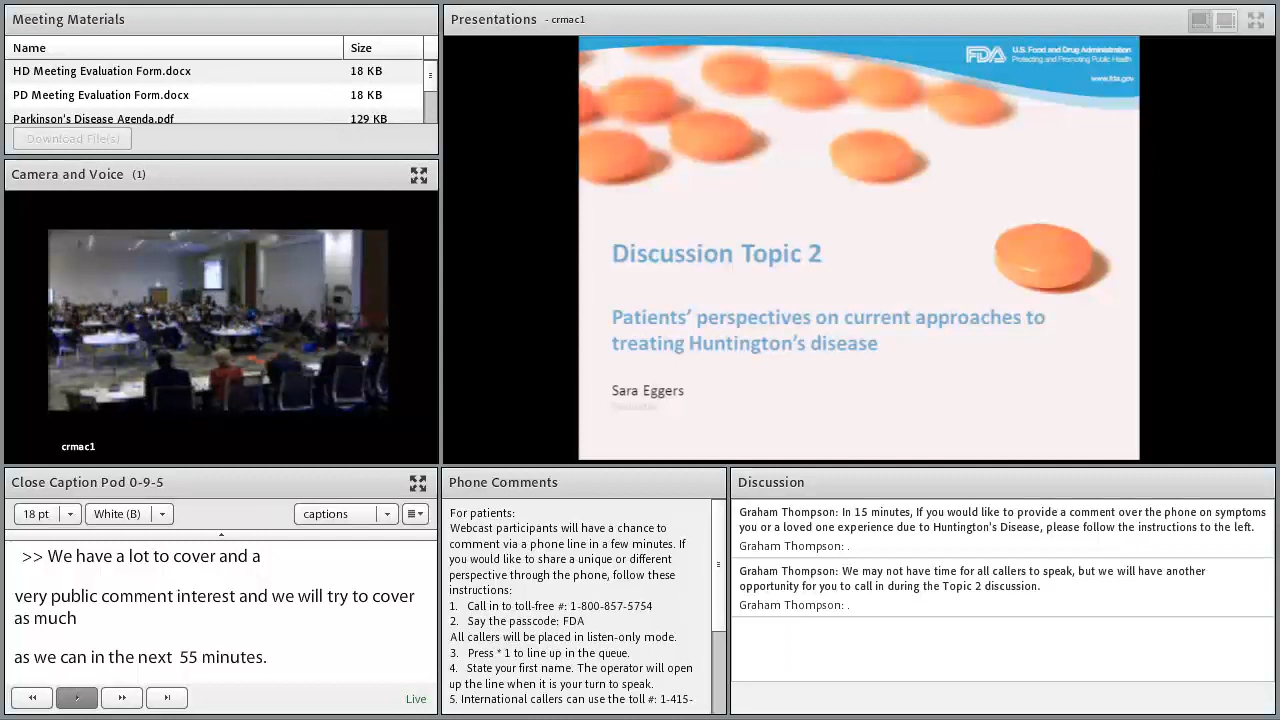 Meeting Materials
Name Size
HD Meeting Evaluation Form.docx 18 KB
PD Meeting Evaluation Form.docx 18 KB
Parkinson's Disease Agenda.pdf 129 KB
Download File(s)
Camera and Voice (1)
crmac1
Presentations - crmac1
FDA U.S. Food and Drug Administration
Protecting and Promoting Public Health
www.fda.gov
Discussion Topic 2
Patients’ perspectives on current approaches to
treating Huntington’s disease
Sara Eggers
Close Caption Pod 0-9-5
18 pt White (B) captions
>> We have a lot to cover and a
very public comment interest and we will try to cover
as much
as we can in the next 55 minutes.
Live
Phone Comments
For patients:
Webcast participants will have a chance to
comment via a phone line in a few minutes. If
you would like to share a unique or different
perspective through the phone, follow these
instructions:
1. Call in to toll-free #: 1-800-857-5754
2. Say the passcode: FDA
All callers will be placed in listen-only mode.
3. Press * 1 to line up in the queue.
4. State your first name. The operator will open
up the line when it is your turn to speak.
5. International callers can use the toll #: 1-415-
Discussion
Graham Thompson: In 15 minutes, If you would like to provide a comment over the phone on symptoms
you or a loved one experience due to Huntington's Disease, please follow the instructions to the left.
Graham Thompson: .
Graham Thompson: We may not have time for all callers to speak, but we will have another
opportunity for you to call in during the Topic 2 discussion.
Graham Thompson: .